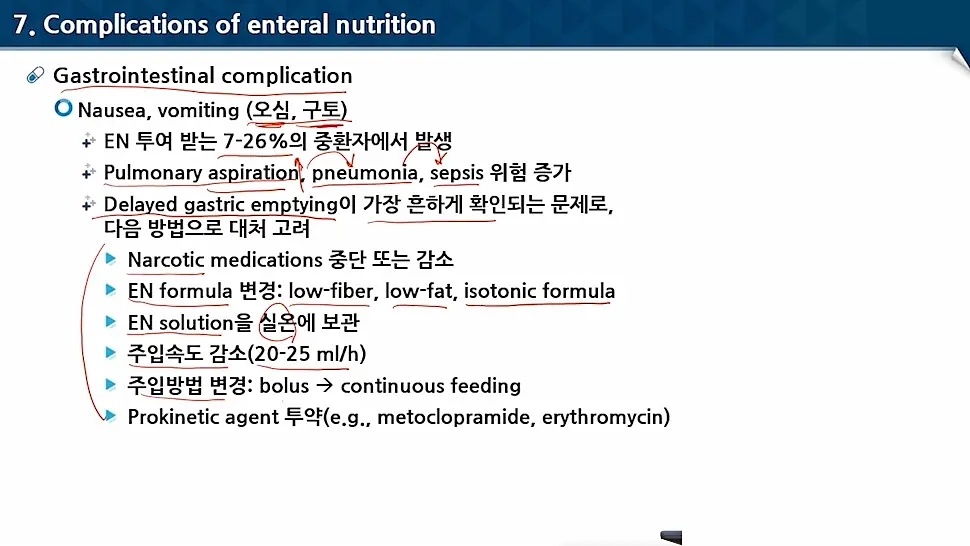 7. Complications of enteral nutrition
Gastrointestinal complication
Nausea, vomiting (오심, 구토)
EN 투여 받는 7-26%의 중환자에서 발생
Pulmonary aspiration, pneumonia, sepsis 위험 증가
Delayed gastric emptying이 가장 흔하게 확인되는 문제로,
다음 방법으로 대처 고려
Narcotic medications 중단 또는 감소
EN formula 변경: low-fiber, low-fat, isotonic formula
EN solution을 실온에 보관
주입속도 감소(20-25 ml/h)
주입방법 변경: bolus → continuous feeding
Prokinetic agent 투약(e.g., metoclopramide, erythromycin)